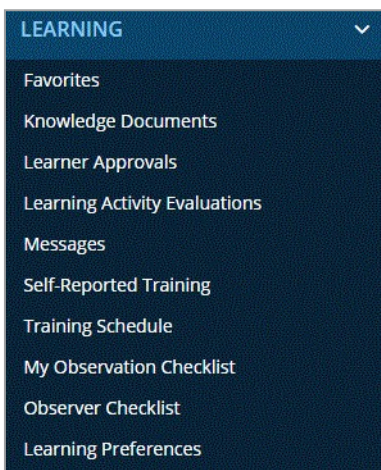 LEARNING
Favorites
Knowledge Documents
Learner Approvals
Learning Activity Evaluations
Messages
Self-Reported Training
Training Schedule
My Observation Checklist
Observer Checklist
Learning Preferences